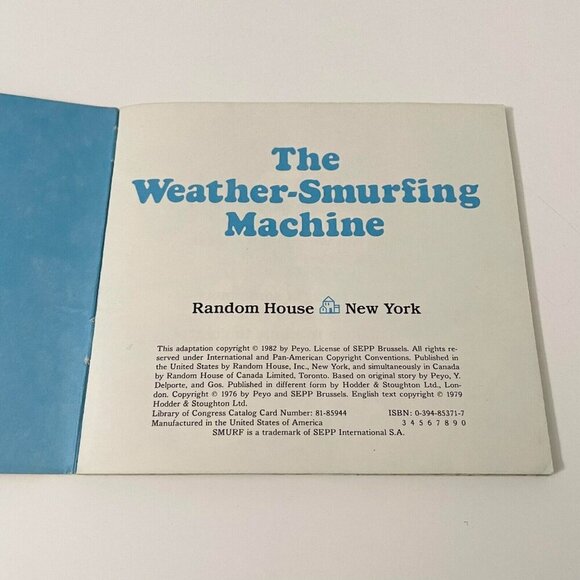 The
Weather-Smurfing
Machine
Random House New York
This adaptation copyright © 1982 by Peyo. License of SEPP Brussels. All rights re-
served under International and Pan-American Copyright Conventions. Published in
the United States by Random House, Inc., New York, and simultaneously in Canada
by Random House of Canada Limited, Toronto. Based on original story by Peyo, Y.
Delporte, and Gos. Published in different form by Hodder & Stoughton Ltd., Lon-
don. Copyright © 1976 by Peyo and SEPP Brussels. English text copyright © 1979
Hodder & Stoughton Ltd.
Library of Congress Catalog Card Number: 81-85944 ISBN: 0-394-85371-7
Manufactured in the United States of America 3 4 5 6 7 8 9 0
SMURF is a trademark of SEPP International S.A.